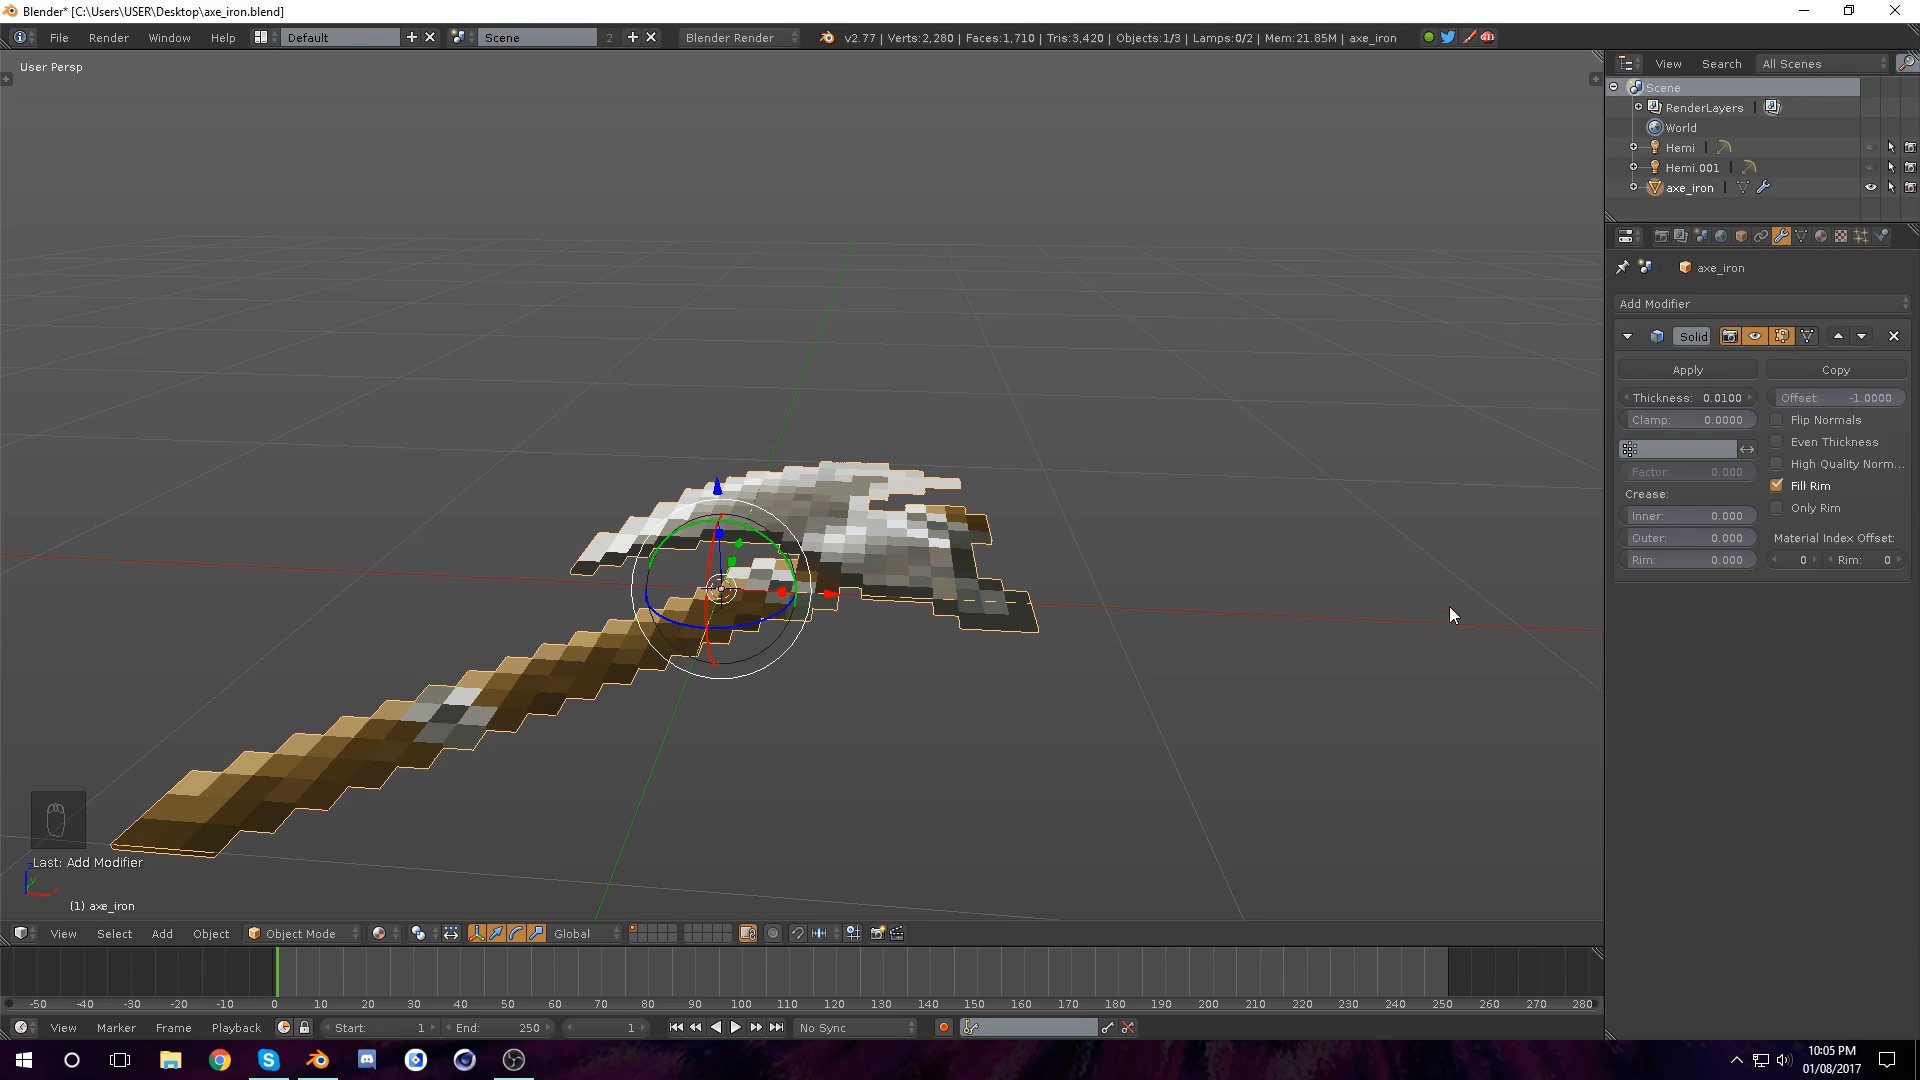 Blender* [C:\Users\USER\Desktop\axe_iron.blend]
File Render Window Help Default Scene 2 Blender Render v2.77 | Verts:2,280 | Faces:1,710 | Tris:3,420 | Objects:1/3 | Lamps:0/2 | Mem:21.85M | axe_iron
User Persp
View Search All Scenes
Scene
RenderLayers
World
Hemi
Hemi.001
axe_iron
axe_iron
Add Modifier
Solid
Apply Copy
Thickness: 0.0100 Offset: -1.0000
Clamp: 0.0000 Flip Normals
Even Thickness
Factor: 0.000 High Quality Norm...
Crease: Fill Rim
Inner: 0.000 Only Rim
Outer: 0.000 Material Index Offset:
Rim: 0.000 0 Rim: 0
Last: Add Modifier
(1) axe_iron
View Select Add Object Object Mode Global
-50 -40 -30 -20 -10 0 10 20 30 40 50 60 70 80 90 100 110 120 130 140 150 160 170 180 190 200 210 220 230 240 250 260 270 280
View Marker Frame Playback Start: 1 End: 250 1 No Sync
10:05 PM
01/08/2017